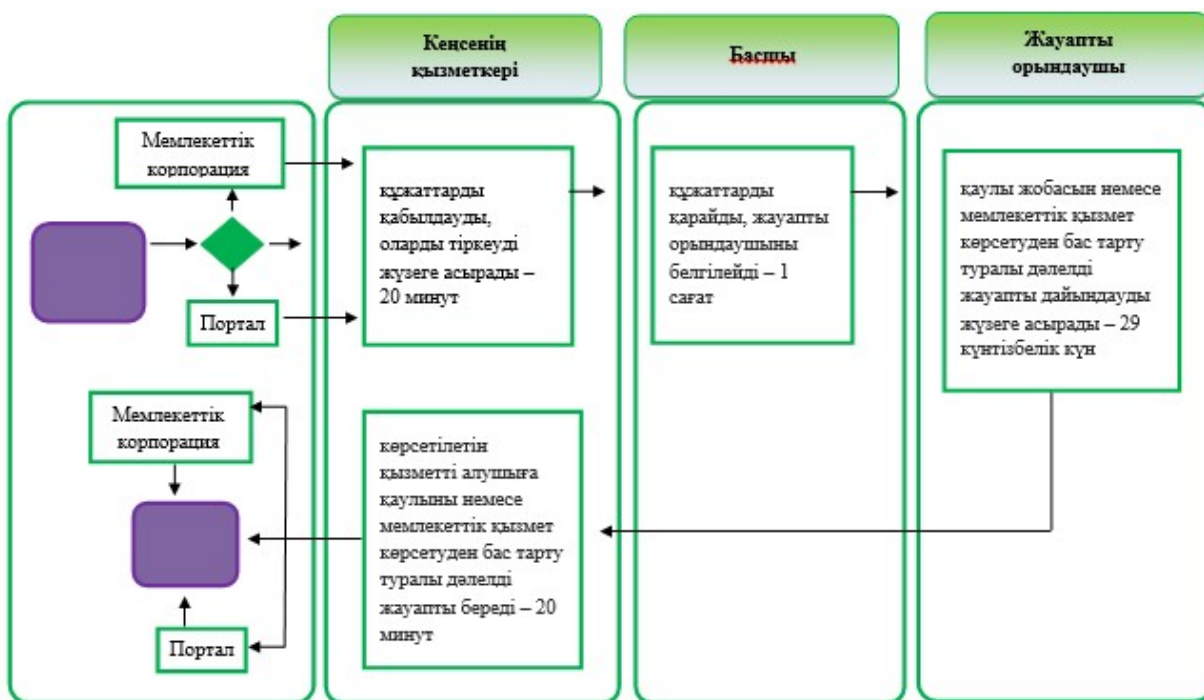 Кеңсенің
қызметкері
Басшы
Жауапты
орындаушы
Мемлекеттік
корпорация
Портал
құжаттарды
қабылдауды,
оларды тіркеуді
жүзеге асырады –
20 минут
құжаттарды
қарайды, жауапты
орындаушыны
белгілейді – 1
сағат
қаулы жобасын немесе
мемлекеттік қызмет
көрсетуден бас тарту
туралы дәлелді
жауапты дайындауды
жүзеге асырады – 29
күнтізбелік күн
Мемлекеттік
корпорация
Портал
көрсетілетін
қызметті алушыға
қаулыны немесе
мемлекеттік қызмет
көрсетуден бас тарту
туралы дәлелді
жауапты береді – 20
минут